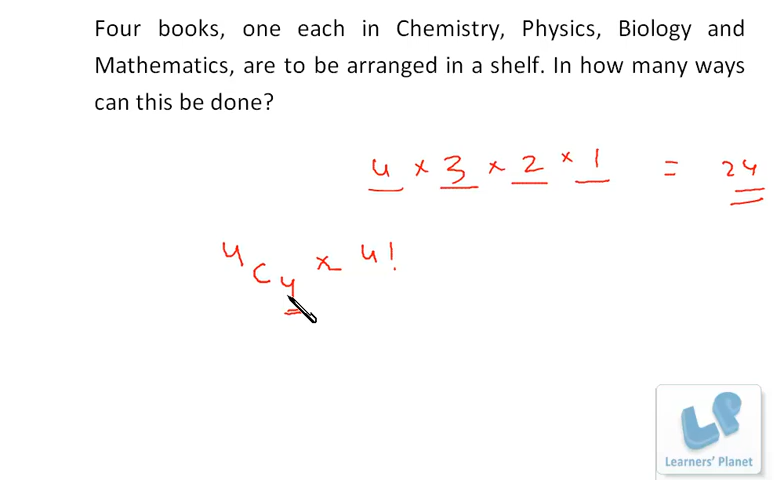 Four books, one each in Chemistry, Physics, Biology and
Mathematics, are to be arranged in a shelf. In how many ways
can this be done?
4 × 3 × 2 × 1 = 24
4C4 × 4!
LP
Learners' Planet